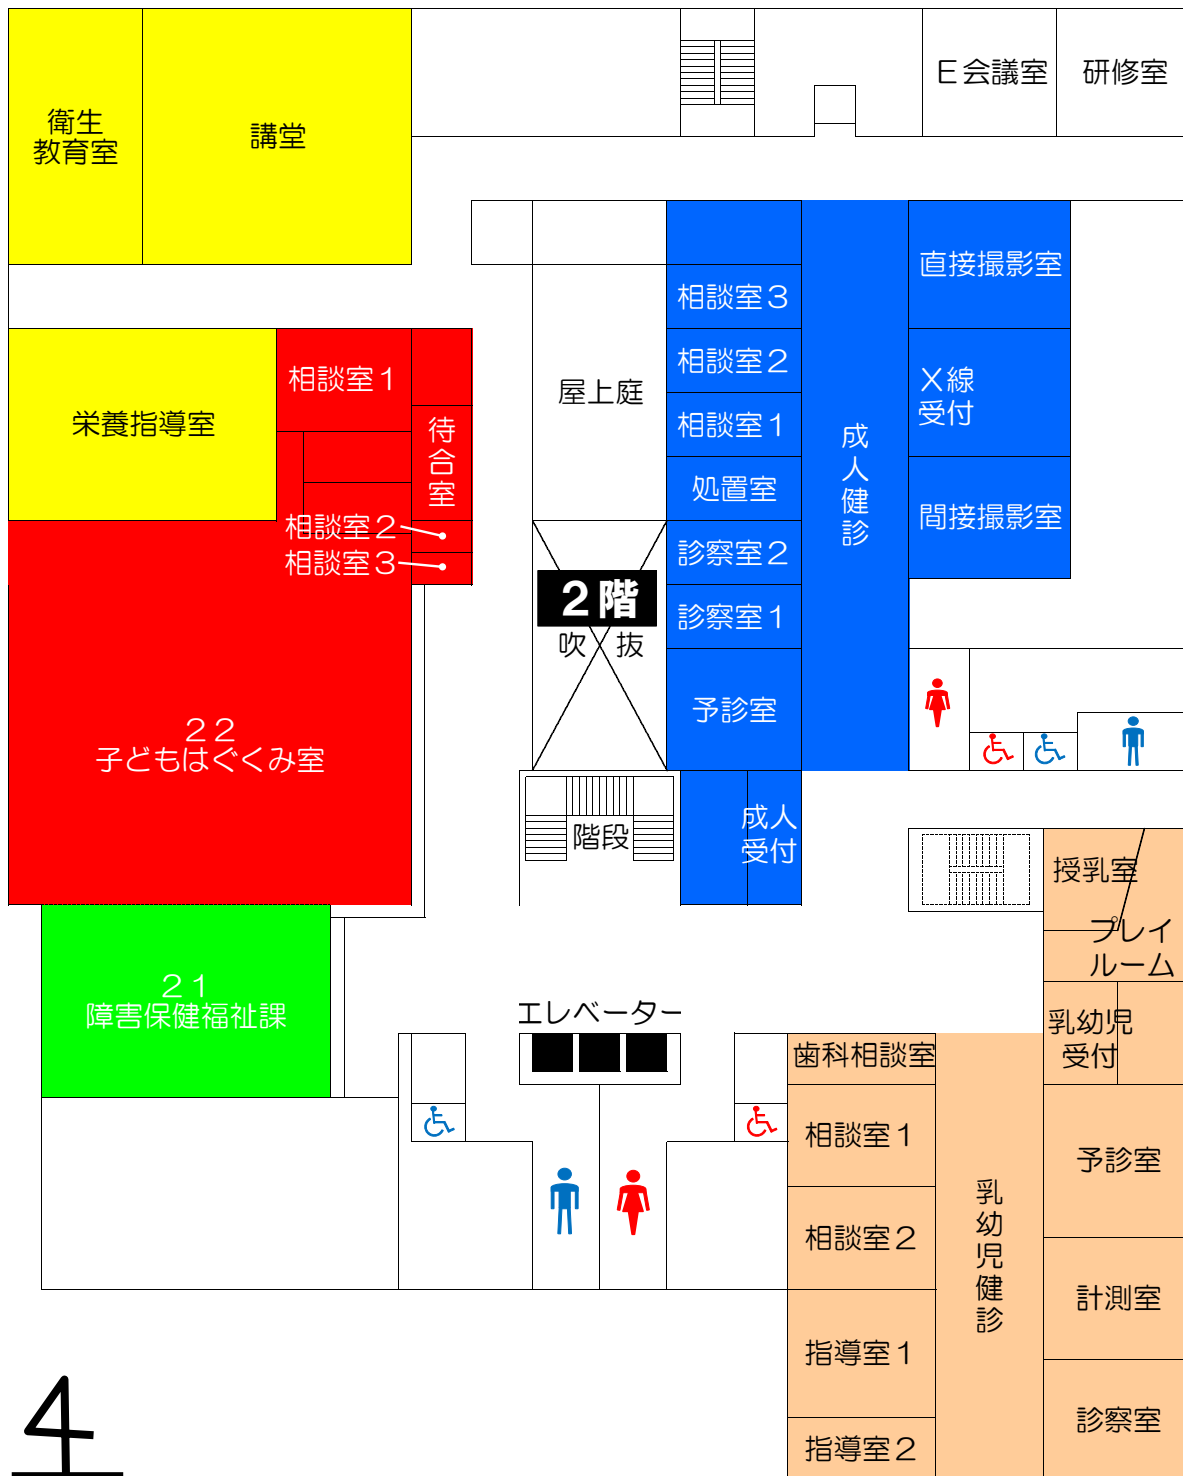 Ｅ会議室
研修室
衛生
教育室
講堂
直接撮影室
相談室３
相談室２
相談室１
処置室
診察室２
診察室１
予診室
成人健診
Ｘ線
受付
間接撮影室
屋上庭
相談室１
待合室
栄養指導室
相談室２
相談室３
２階
吹抜
２２
子どもはぐくみ室
階段
成人
受付
授乳室
プレイ
ルーム
２１
障害保健福祉課
エレベーター
乳幼児
受付
歯科相談室
相談室１
相談室２
指導室１
指導室２
乳幼児健診
予診室
計測室
診察室
4